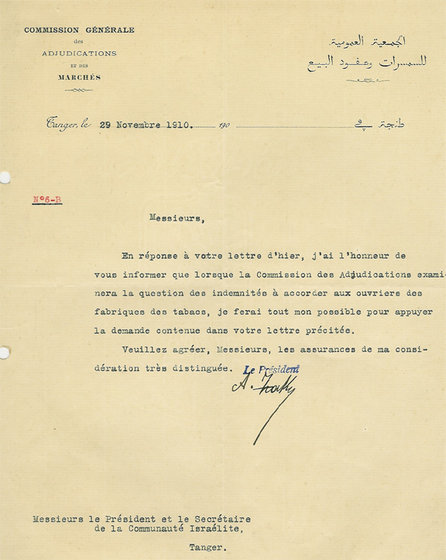 COMMISSION GÉNÉRALE
des
ADJUDICATIONS
ET DES
MARCHÉS
الجمعية العمومية
للسمسرات وعقود البيع
Tanger, le 29 Novembre 1910. 190
طنجة في
N°6-B
Messieurs,
En réponse à votre lettre d'hier, j'ai l'honneur de
vous informer que lorsque la Commission des Adjudications exami-
nera la question des indemnités à accorder aux ouvriers des
fabriques des tabacs, je ferai tout mon possible pour appuyer
la demande contenue dans votre lettre précités.
Veuillez agréer, Messieurs, les assurances de ma consi-
dération très distinguée. Le Président
A.
Messieurs le Président et le Secrétaire
de la Communauté Israélite,
Tanger.